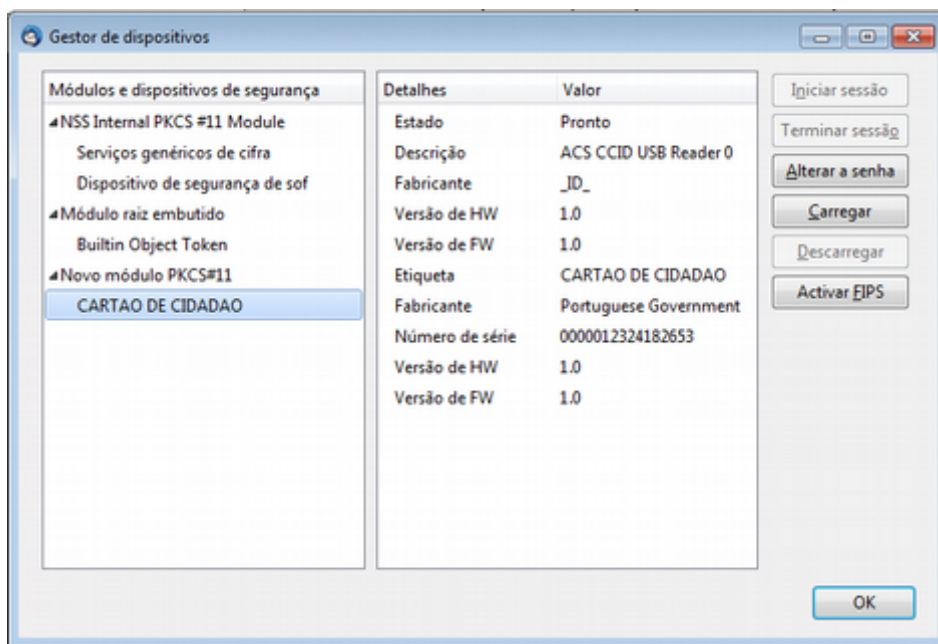 Gestor de dispositivos
Módulos e dispositivos de segurança
NSS Internal PKCS #11 Module
Serviços genéricos de cifra
Dispositivo de segurança de sof
Módulo raiz embutido
Builtin Object Token
Novo módulo PKCS#11
CARTAO DE CIDADAO
Detalhes Valor
Estado Pronto
Descrição ACS CCID USB Reader 0
Fabricante _ID_
Versão de HW 1.0
Versão de FW 1.0
Etiqueta CARTAO DE CIDADAO
Fabricante Portuguese Government
Número de série 0000012324182653
Versão de HW 1.0
Versão de FW 1.0
Iniciar sessão
Terminar sessão
Alterar a senha
Carregar
Descarregar
Activar FIPS
OK